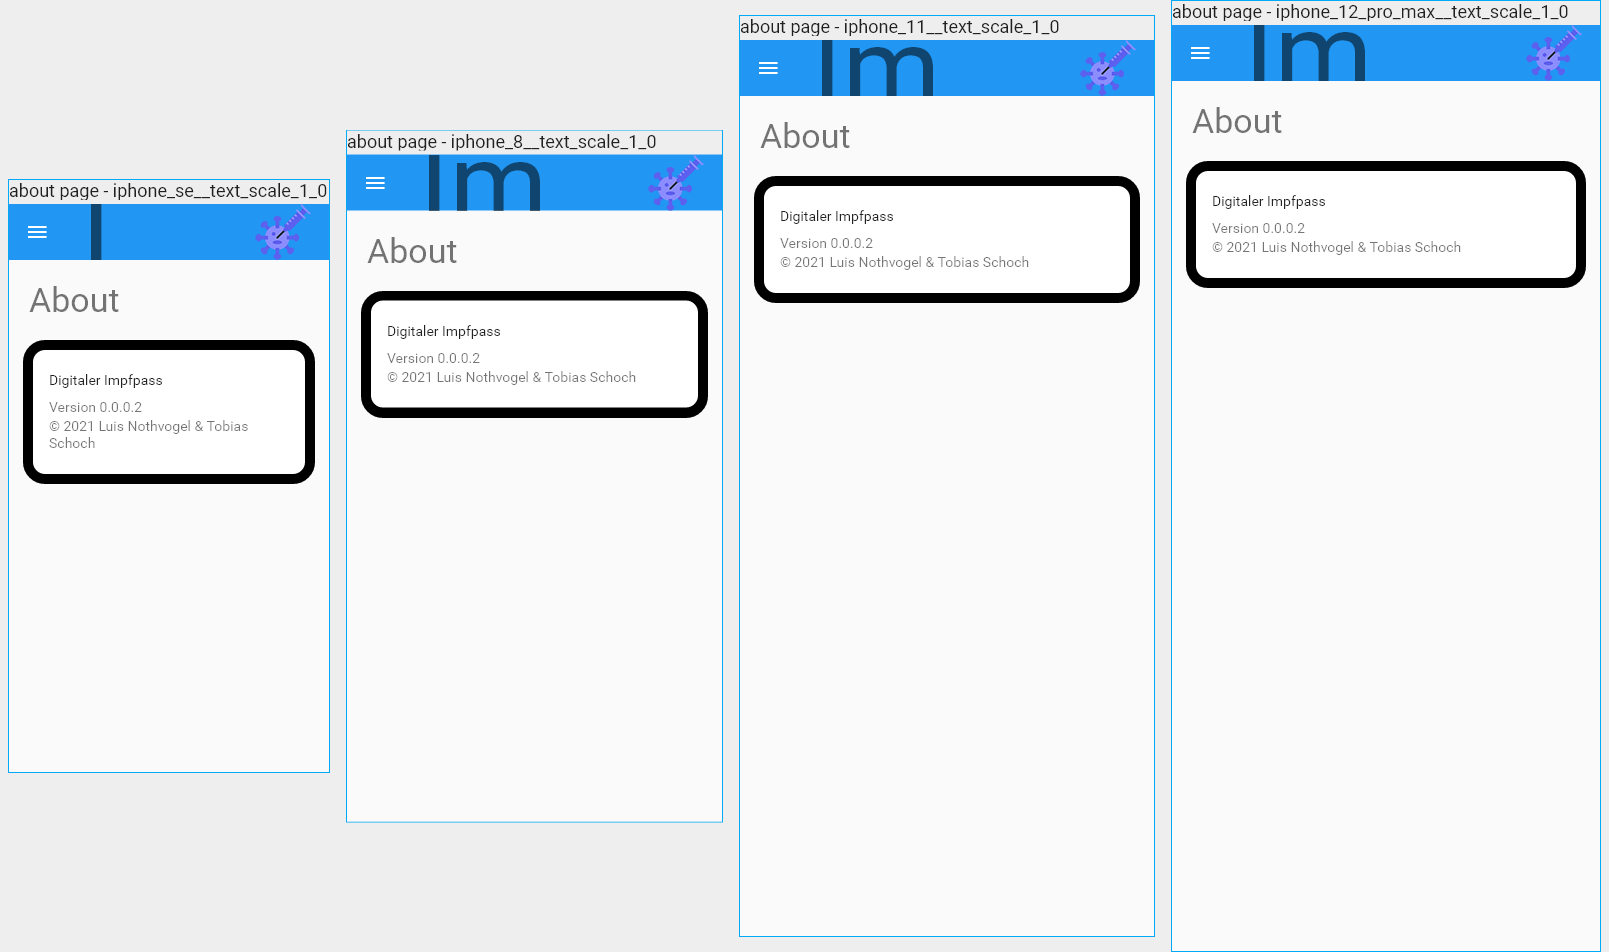 about page - iphone_se__text_scale_1_0
I
About
Digitaler Impfpass
Version 0.0.0.2
© 2021 Luis Nothvogel & Tobias
Schoch
about page - iphone_8__text_scale_1_0
Im
About
Digitaler Impfpass
Version 0.0.0.2
© 2021 Luis Nothvogel & Tobias Schoch
about page - iphone_11__text_scale_1_0
Im
About
Digitaler Impfpass
Version 0.0.0.2
© 2021 Luis Nothvogel & Tobias Schoch
about page - iphone_12_pro_max__text_scale_1_0
Im
About
Digitaler Impfpass
Version 0.0.0.2
© 2021 Luis Nothvogel & Tobias Schoch